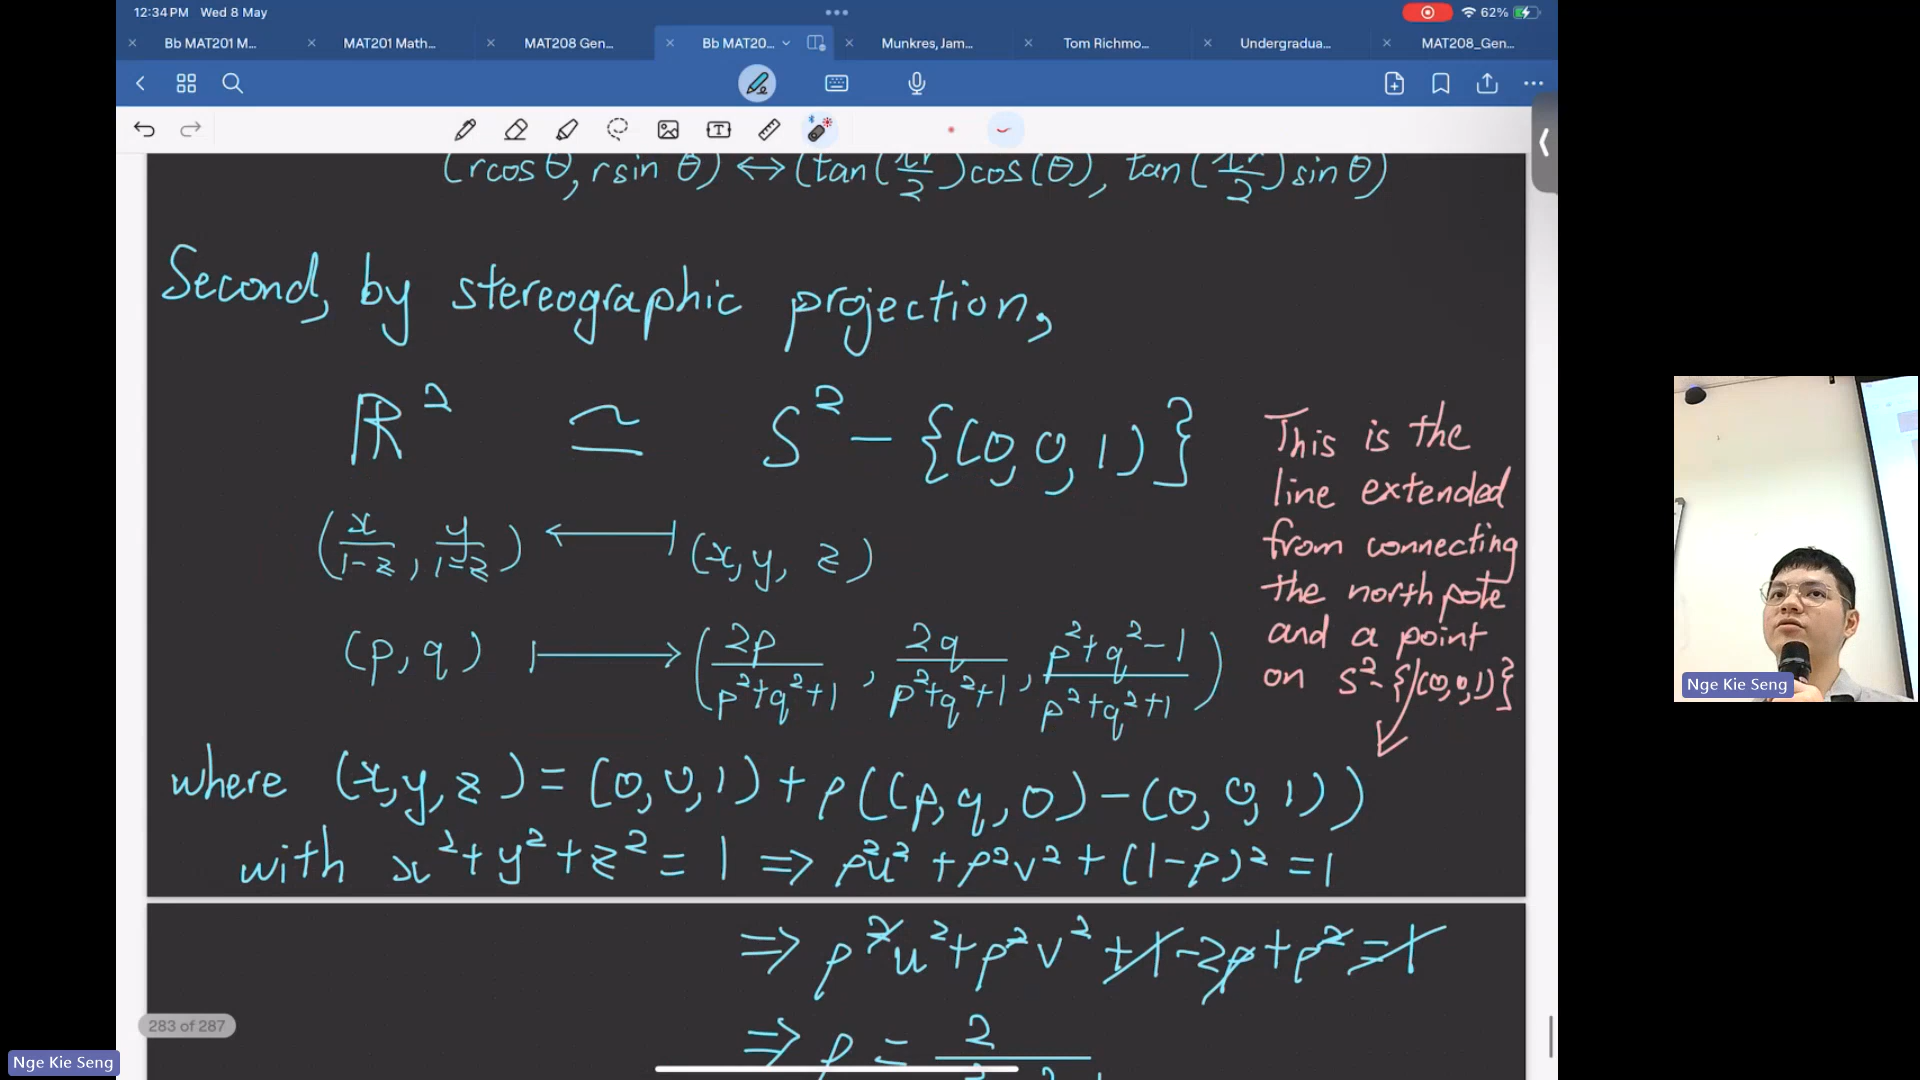 12:34 PM Wed 8 May
62%
Bb MAT201 M...
MAT201 Math...
MAT208 Gen...
Bb MAT20...
Munkres, Jam...
Tom Richmo...
Undergradua...
MAT208_Gen...
(r cos θ, r sin θ) ↔ (tan(πr/2) cos(θ), tan(πr/2) sin θ)
Second, by stereographic projection,
ℝ² ≃ S² – {(0, 0, 1)}
(x/(1-z), y/(1-z)) ⟻ (x, y, z)
(p, q) ⟼ (2p/(p²+q²+1), 2q/(p²+q²+1), (p²+q²-1)/(p²+q²+1))
This is the
line extended
from connecting
the north pole
and a point
on S²-{(0,0,1)}
where (x,y,z) = (0,0,1) + ρ((p,q,0) – (0,0,1))
with x²+y²+z² = 1 ⇒ ρ²u² + ρ²v² + (1-ρ)² = 1
⇒ ρ²u² + ρ²v² + 1 - 2ρ + ρ² = 1
⇒ ρ = 2
283 of 287
Nge Kie Seng
Nge Kie Seng